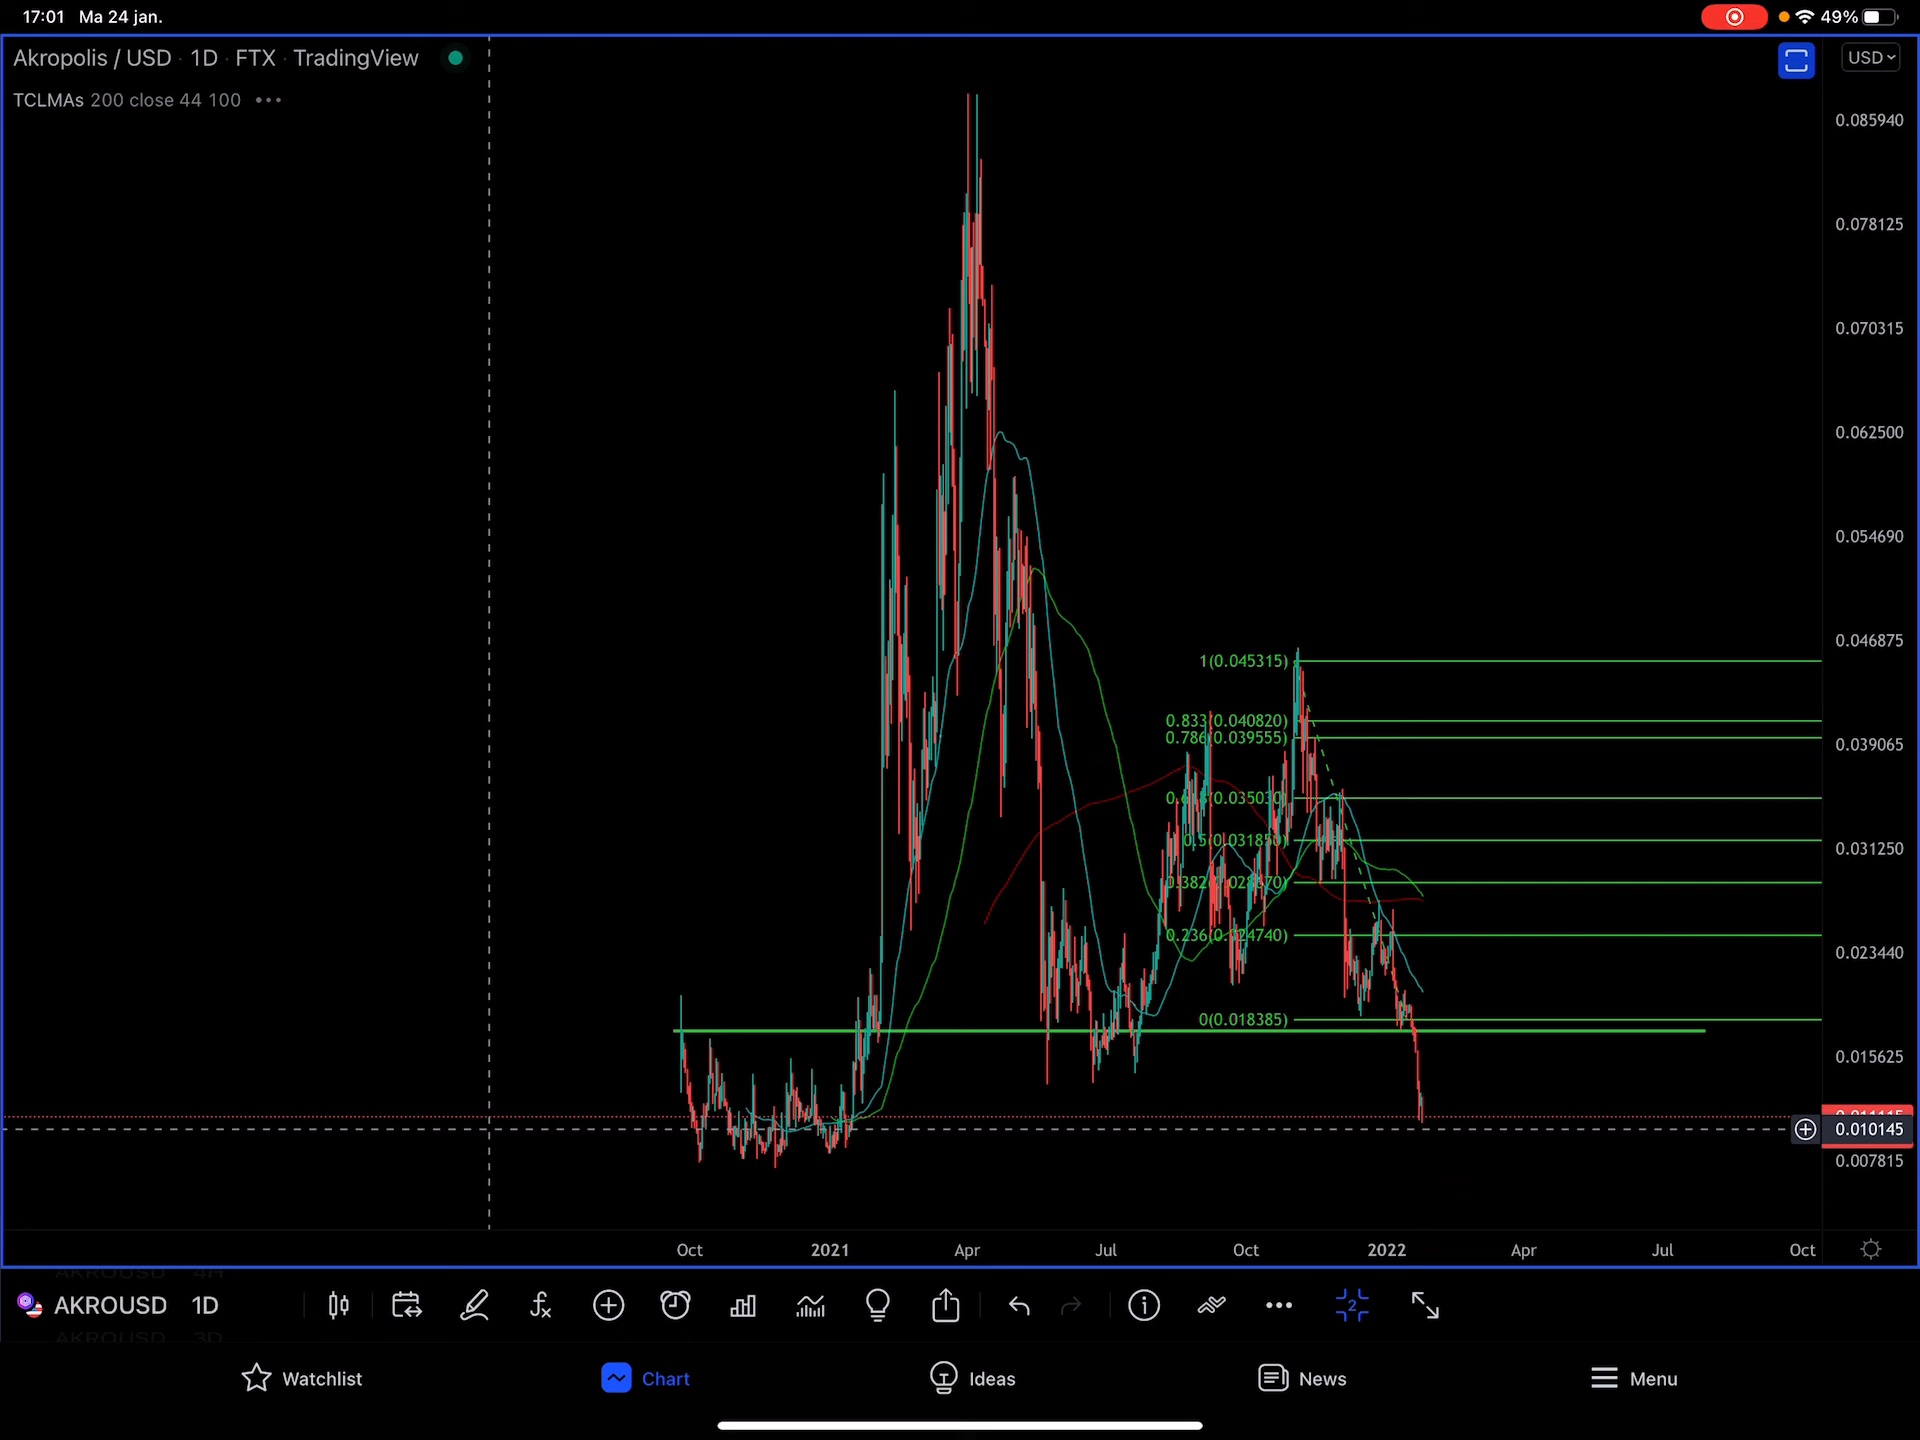 17:01 Ma 24 jan.
49%
Akropolis / USD · 1D · FTX · TradingView
USD
TCLMAs 200 close 44 100
0.085940
0.078125
0.070315
0.062500
0.054690
0.046875
1(0.045315)
0.833(0.040820)
0.786(0.039555)
0.039065
0.031250
0.236(0.024740)
0.023440
0(0.018385)
0.015625
0.010145
0.007815
Oct 2021 Apr Jul Oct 2022 Apr Jul Oct
AKROUSD 1D
2
Watchlist
Chart
Ideas
News
Menu